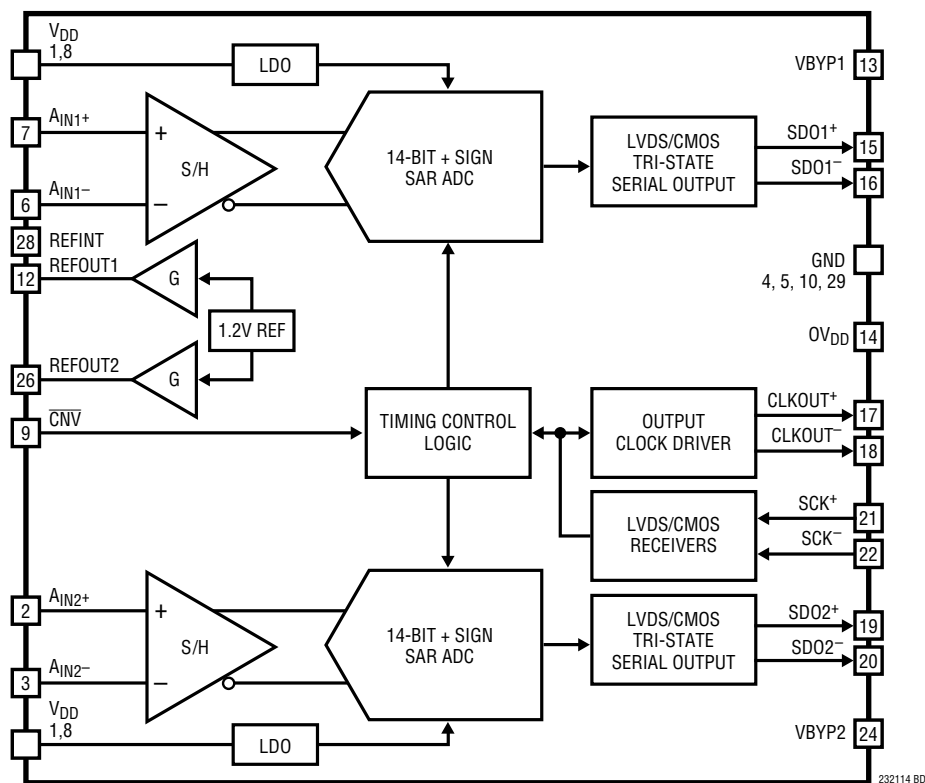 VDD
1,8
LDO
VBYP1
13
7
AIN1+
+
S/H
–
6
AIN1–
14-BIT + SIGN
SAR ADC
LVDS/CMOS
TRI-STATE
SERIAL OUTPUT
SDO1+
15
SDO1–
16
28
REFINT
12
REFOUT1
G
1.2V REF
GND
4, 5, 10, 29
OVDD
14
26
REFOUT2
G
9
CNV
TIMING CONTROL
LOGIC
OUTPUT
CLOCK DRIVER
CLKOUT+
17
CLKOUT–
18
LVDS/CMOS
RECEIVERS
SCK+
21
SCK–
22
2
AIN2+
+
S/H
–
3
AIN2–
14-BIT + SIGN
SAR ADC
LVDS/CMOS
TRI-STATE
SERIAL OUTPUT
SDO2+
19
SDO2–
20
VDD
1,8
LDO
VBYP2
24
232114 BD